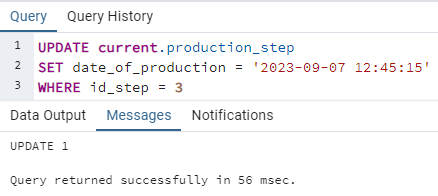 Query Query History
1 UPDATE current.production_step
2 SET date_of_production = '2023-09-07 12:45:15'
3 WHERE id_step = 3
Data Output Messages Notifications
UPDATE 1
Query returned successfully in 56 msec.